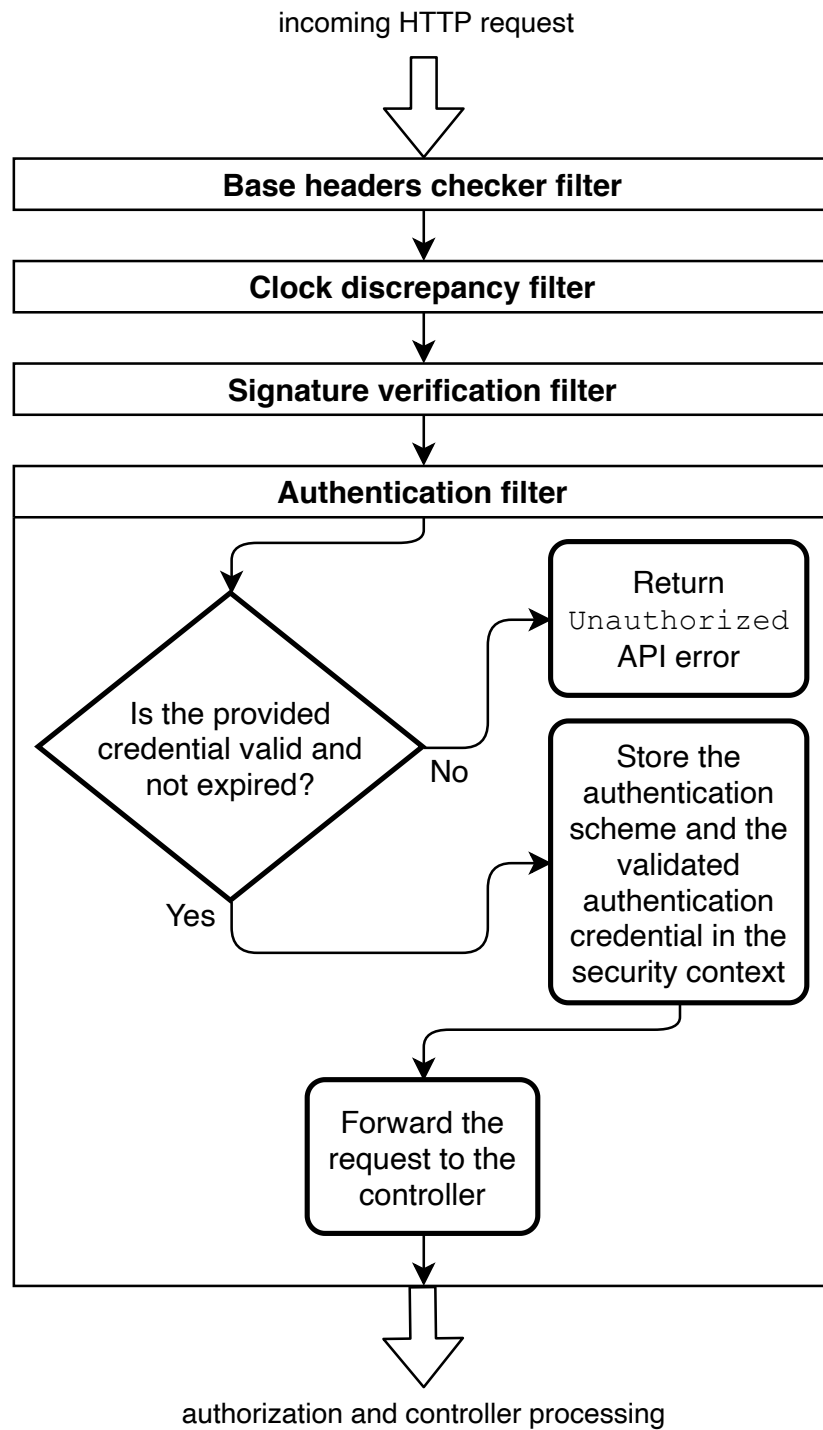 incoming HTTP request
Base headers checker filter
Clock discrepancy filter
Signature verification filter
Authentication filter
Return
Unauthorized
API error
Is the provided
credential valid and
not expired?
No
Store the
authentication
scheme and the
validated
authentication
credential in the
security context
Yes
Forward the
request to the
controller
authorization and controller processing